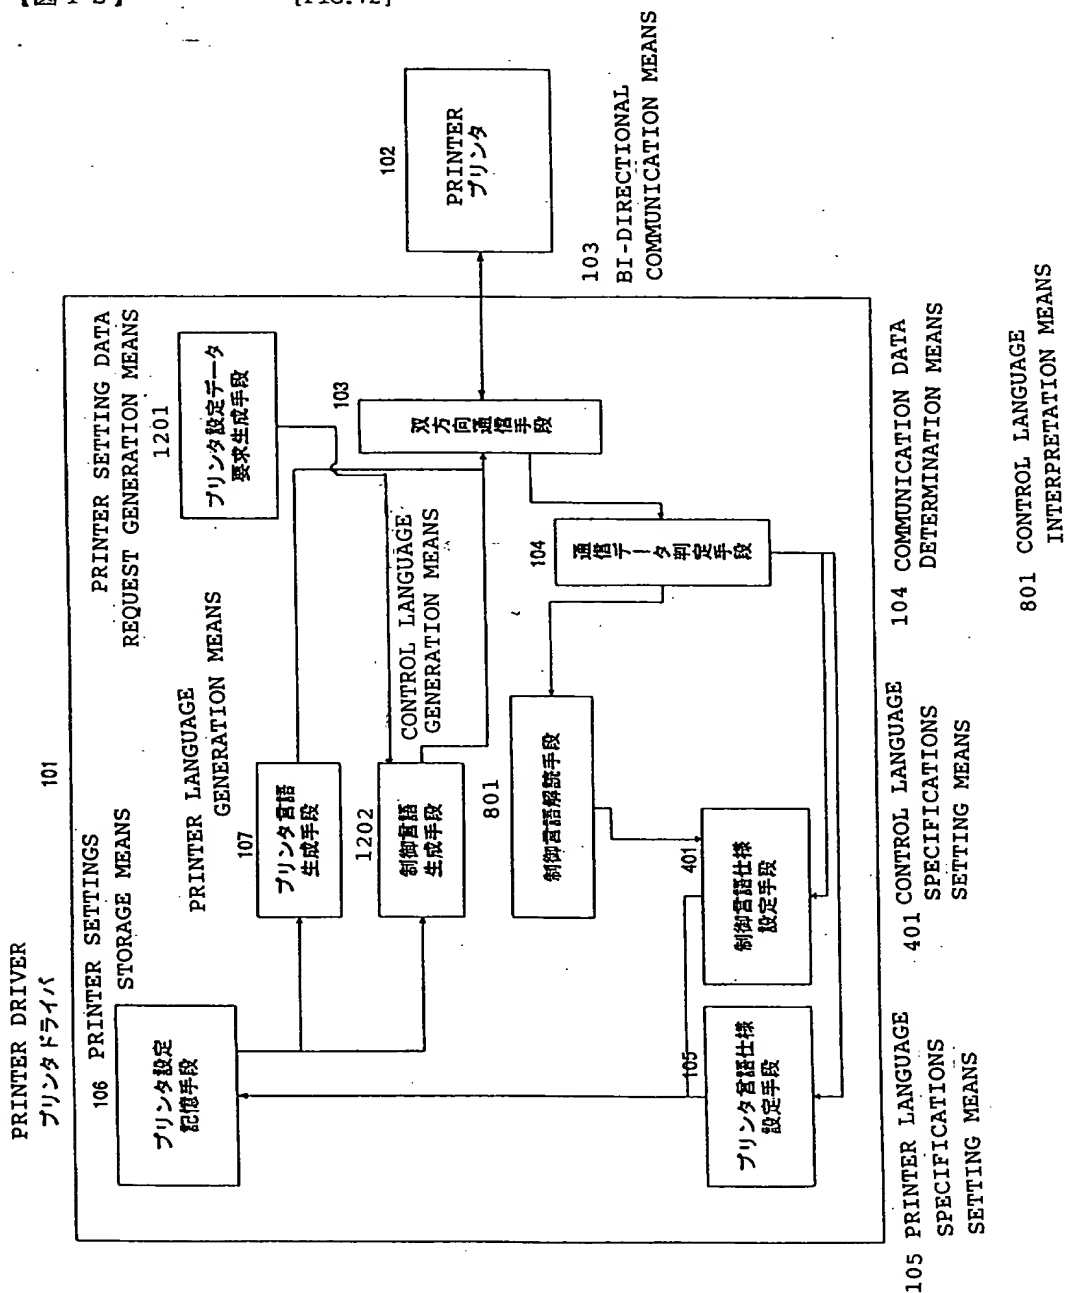 【図12】
[FIG.12]
PRINTER DRIVER
プリンタドライバ
101
106 PRINTER SETTINGS
STORAGE MEANS
プリンタ設定
記憶手段
PRINTER LANGUAGE
GENERATION MEANS
107
プリンタ言語
生成手段
PRINTER SETTING DATA
REQUEST GENERATION MEANS
1201
プリンタ設定データ
要求生成手段
1202
制御言語
生成手段
CONTROL LANGUAGE
GENERATION MEANS
103
双方向通信手段
102
PRINTER
プリンタ
103
BI-DIRECTIONAL
COMMUNICATION MEANS
801
制御言語解読手段
104
通信データ判定手段
105
プリンタ言語仕様
設定手段
401
制御言語仕様
設定手段
105 PRINTER LANGUAGE
SPECIFICATIONS
SETTING MEANS
401 CONTROL LANGUAGE
SPECIFICATIONS
SETTING MEANS
104 COMMUNICATION DATA
DETERMINATION MEANS
801 CONTROL LANGUAGE
INTERPRETATION MEANS